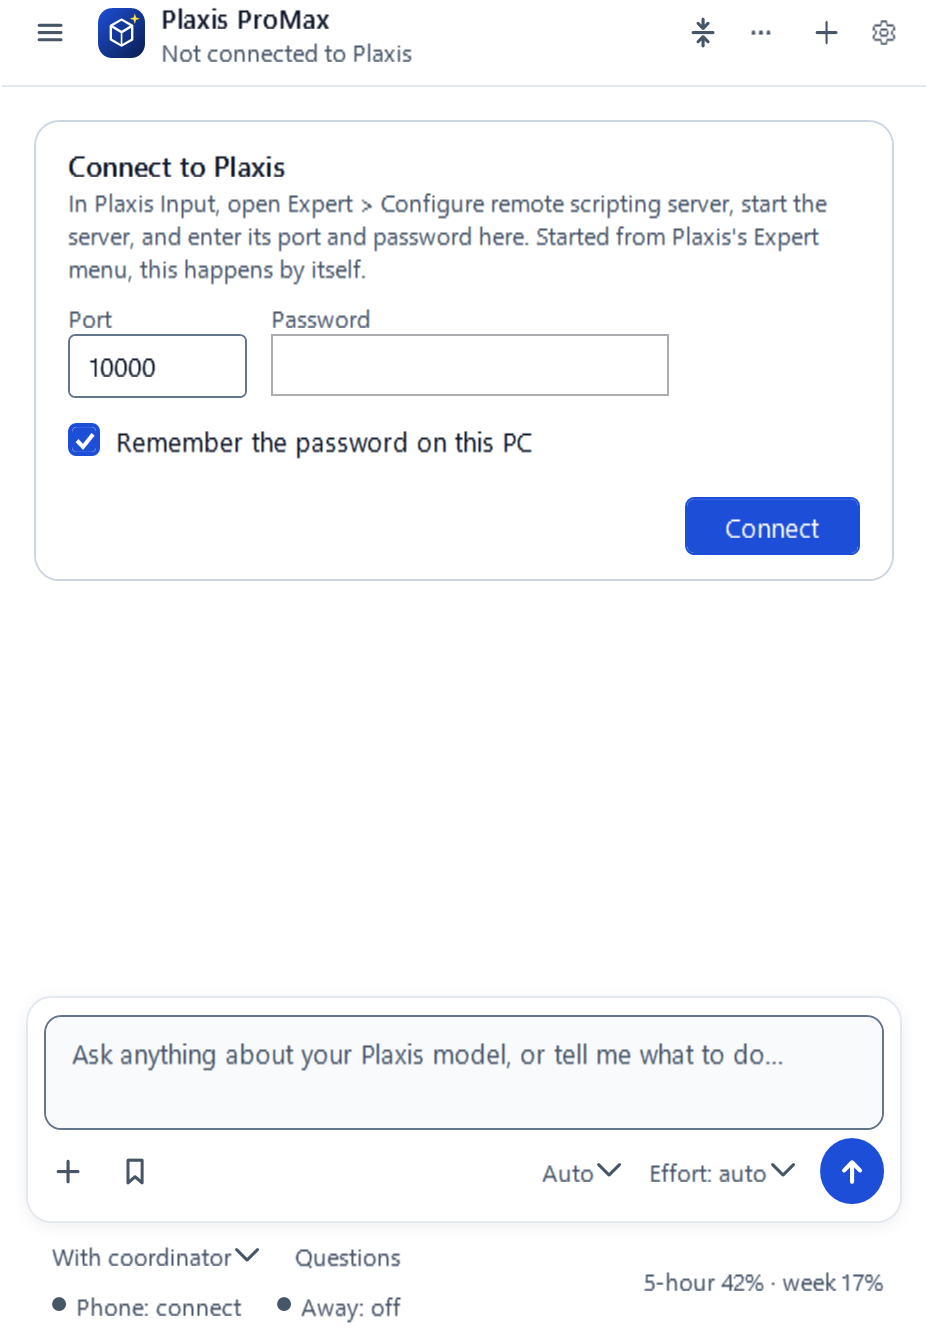 Plaxis ProMax
Not connected to Plaxis
Connect to Plaxis
In Plaxis Input, open Expert > Configure remote scripting server, start the
server, and enter its port and password here. Started from Plaxis's Expert
menu, this happens by itself.
Port
Password
10000
Remember the password on this PC
Connect
Ask anything about your Plaxis model, or tell me what to do...
Auto
Effort: auto
With coordinator
Questions
5-hour 42% · week 17%
Phone: connect
Away: off